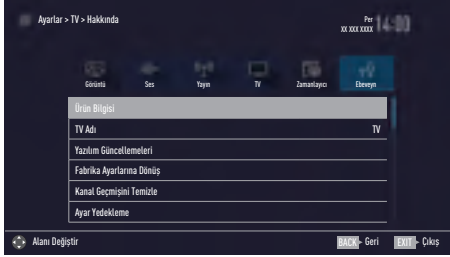 Ayarlar > TV > Hakkında
Per
xx xxx xxxx 14:00
Görüntü Ses Yayın TV Zamanlayıcı Ebeveyn
Ürün Bilgisi
TV Adı TV
Yazılım Güncellemeleri
Fabrika Ayarlarına Dönüş
Kanal Geçmişini Temizle
Ayar Yedekleme
Alanı Değiştir BACK Geri EXIT Çıkış